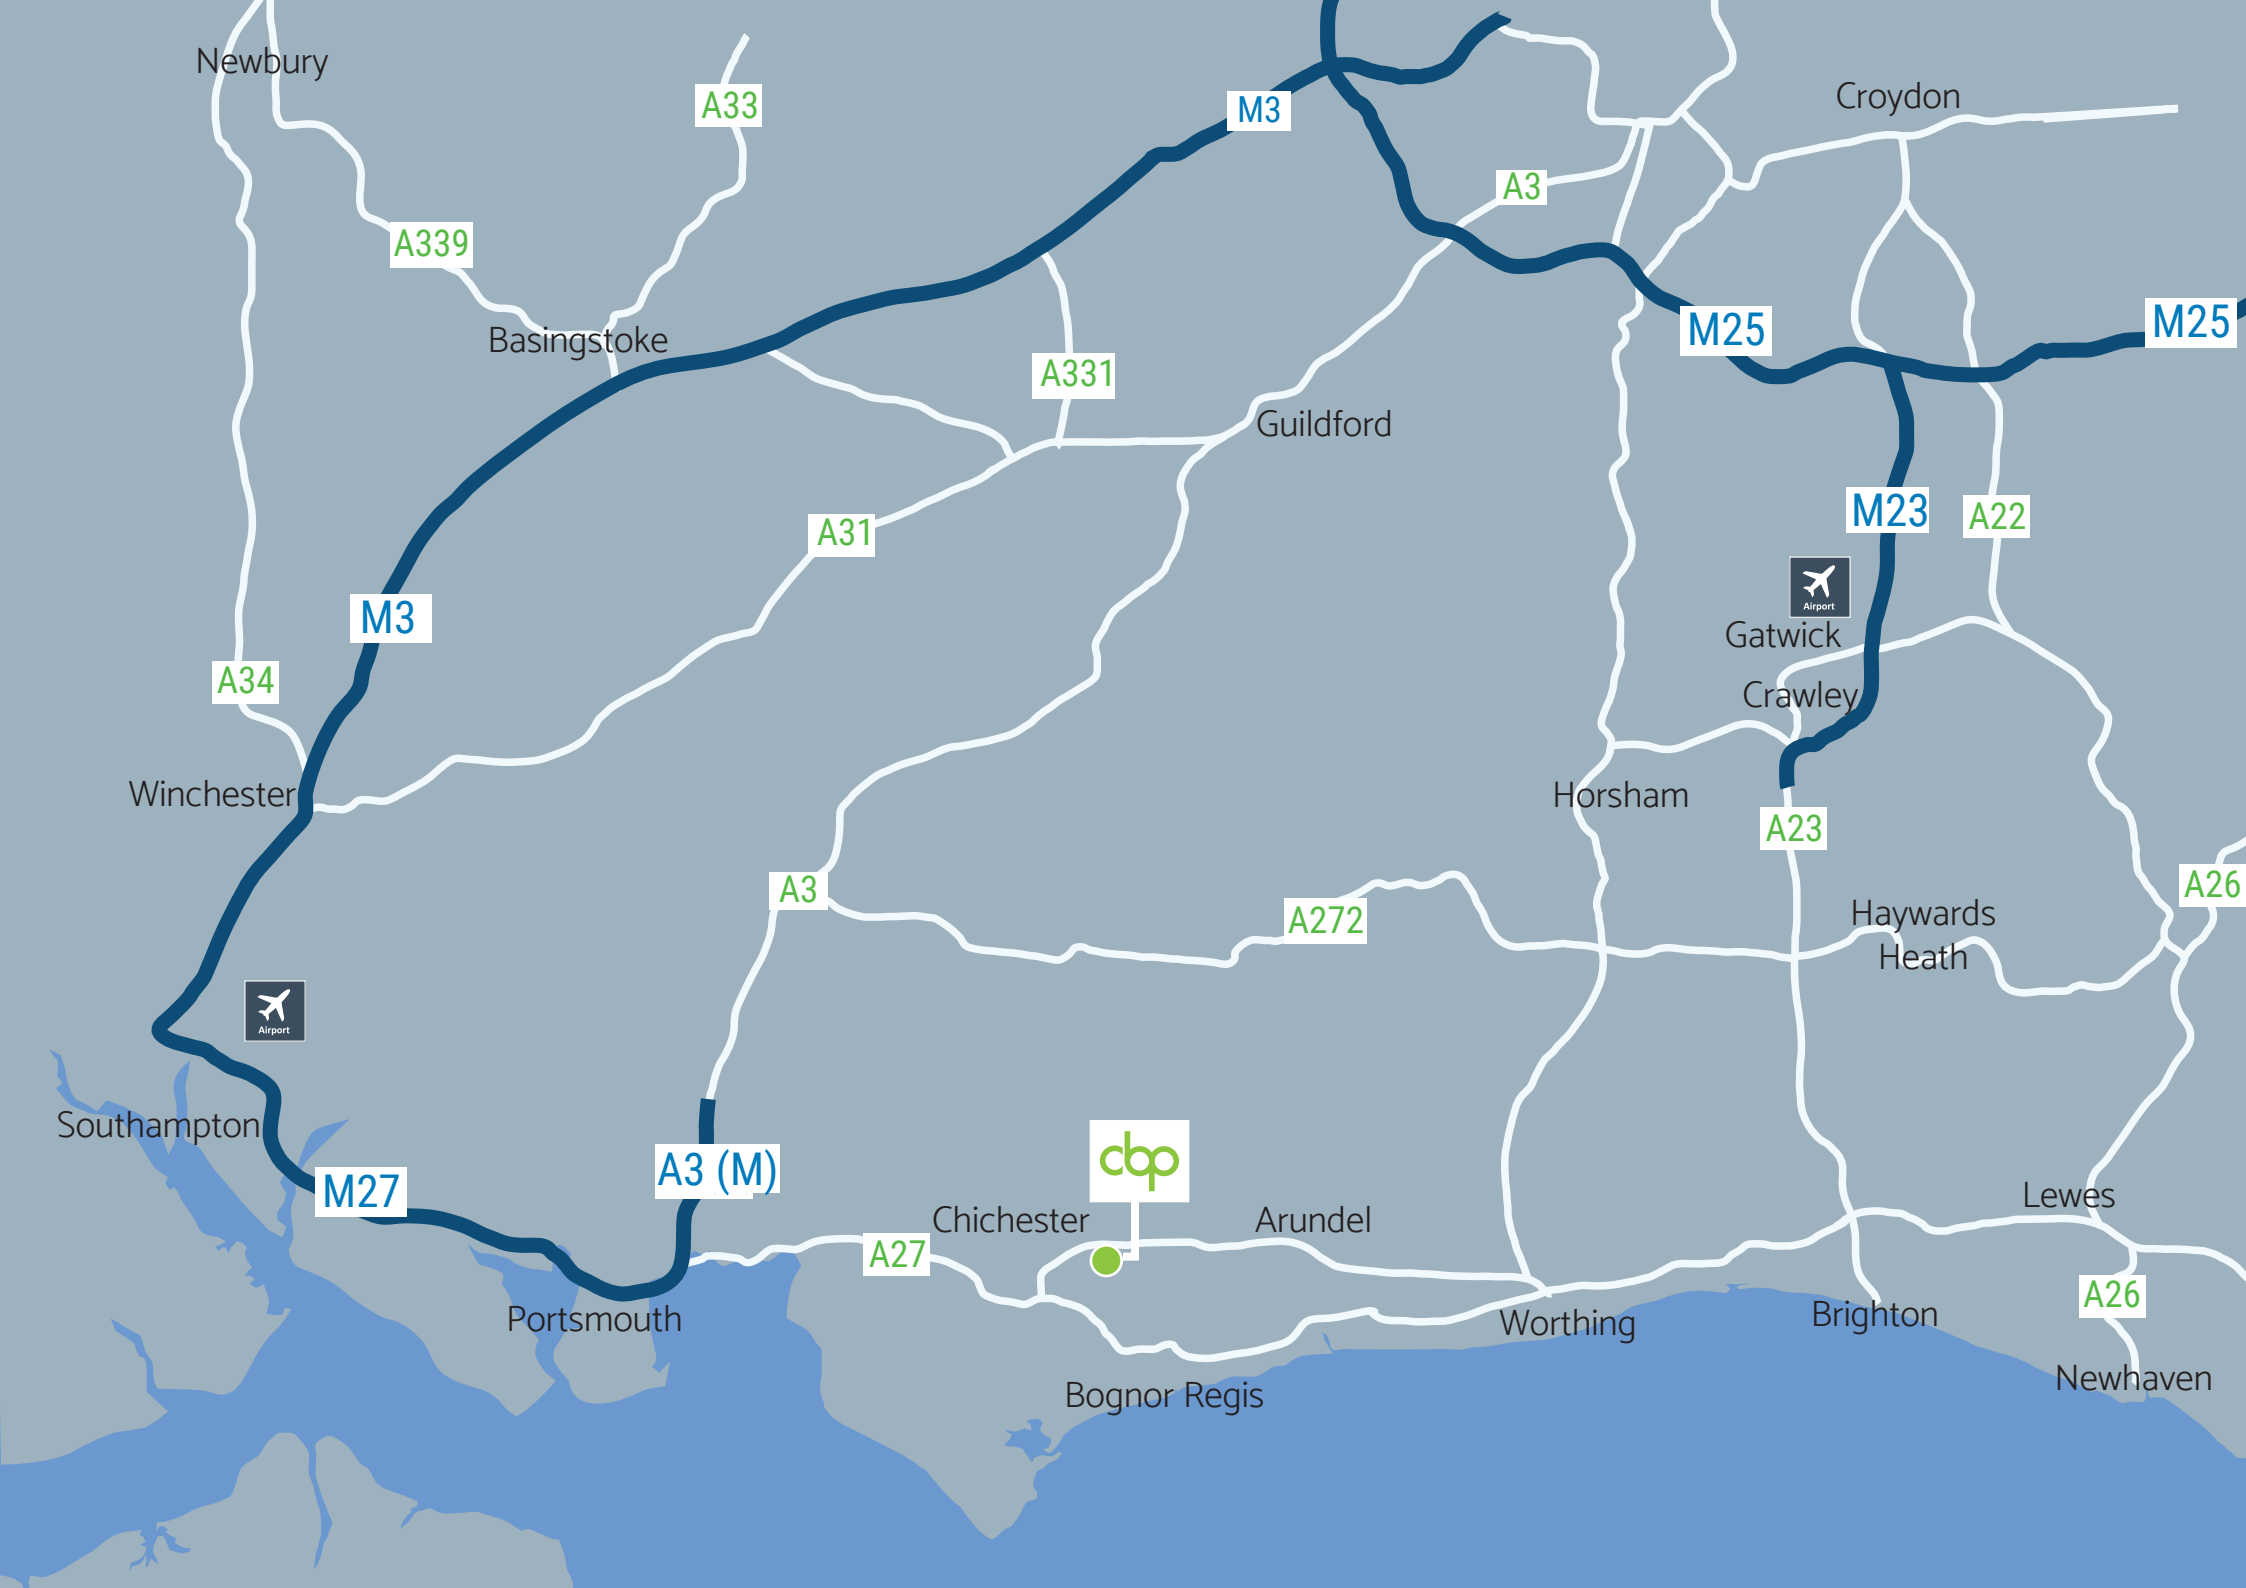 Newbury
Croydon
A33
M3
A3
A339
M25
M25
Basingstoke
A331
Guildford
M23
A22
A31
Airport
M3
Gatwick
A34
Crawley
Winchester
Horsham
A23
A3
A26
A272
Haywards
Heath
Airport
Southampton
cbp
A3 (M)
M27
Lewes
Chichester
Arundel
A27
A26
Portsmouth
Worthing
Brighton
Newhaven
Bognor Regis